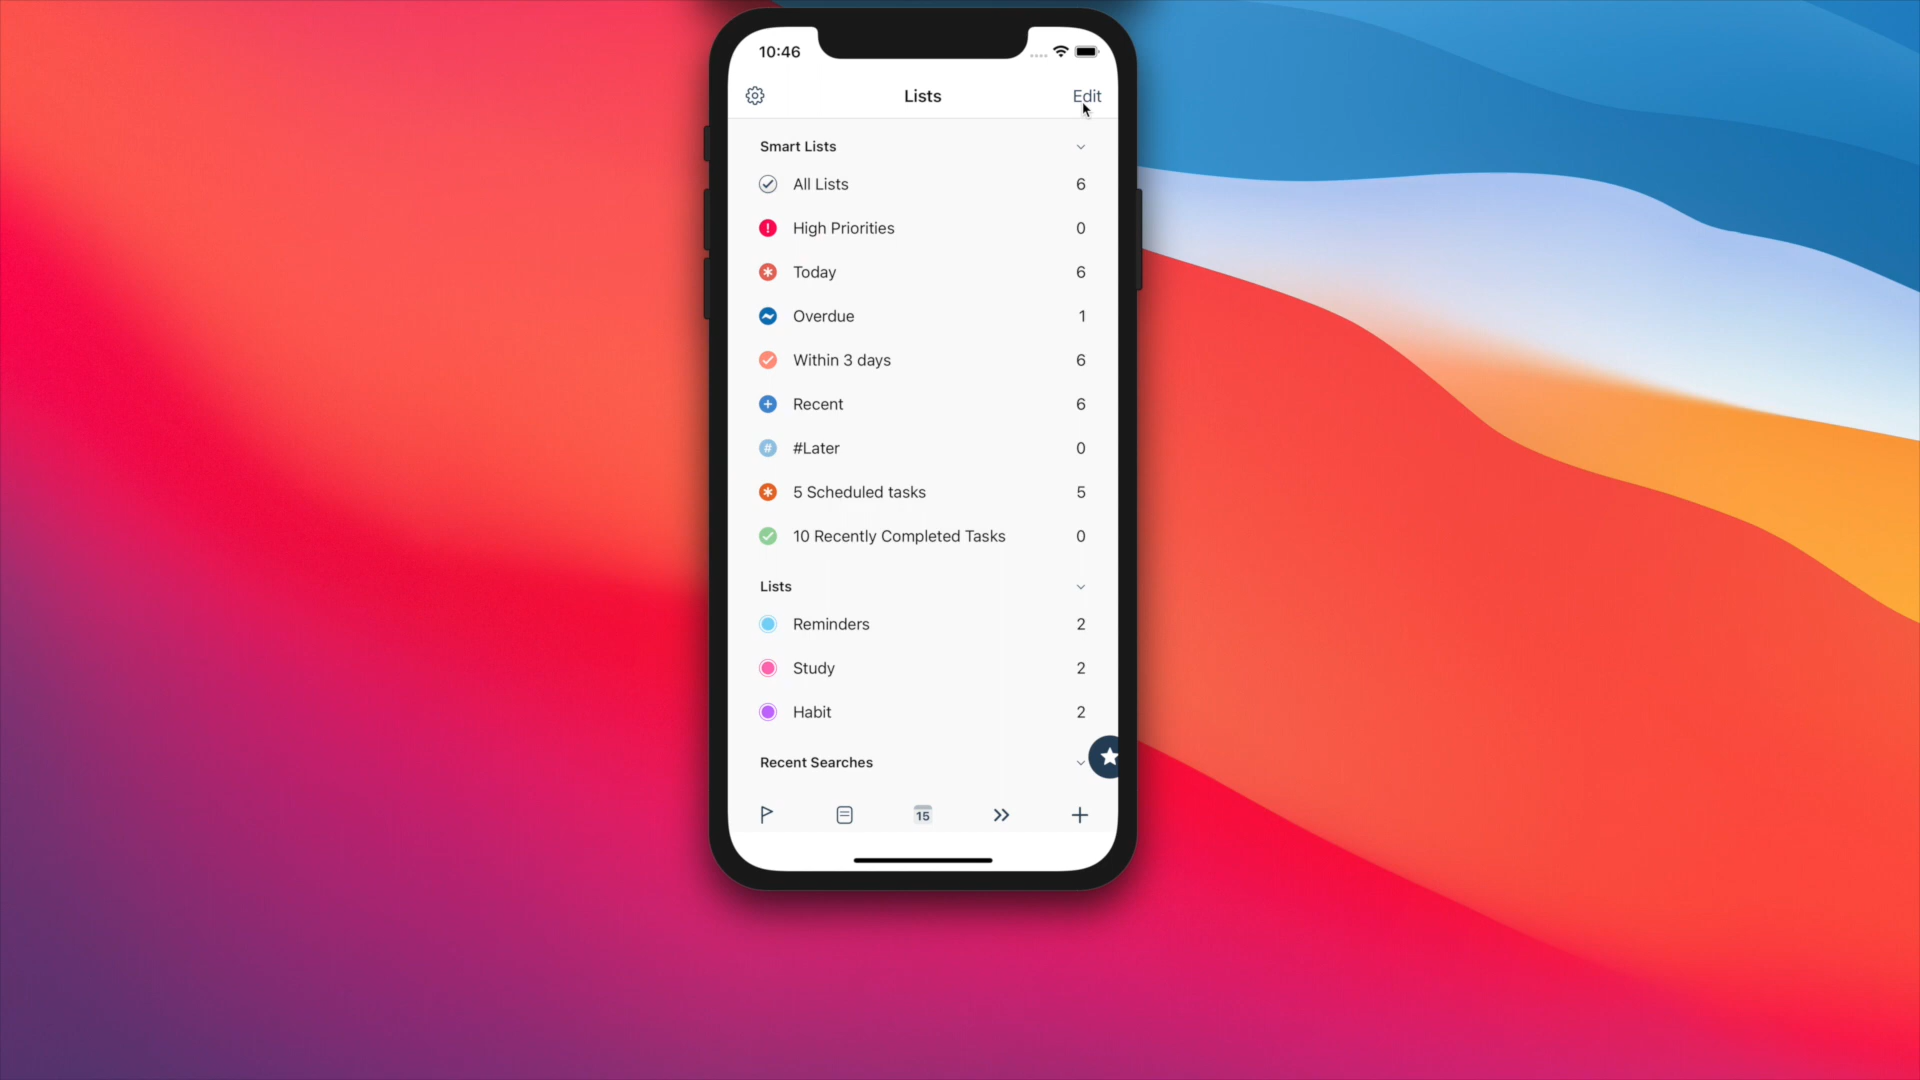 10:46
Lists
Edit
Smart Lists
All Lists 6
High Priorities 0
Today 6
Overdue 1
Within 3 days 6
Recent 6
#Later 0
5 Scheduled tasks 5
10 Recently Completed Tasks 0
Lists
Reminders 2
Study 2
Habit 2
Recent Searches
15